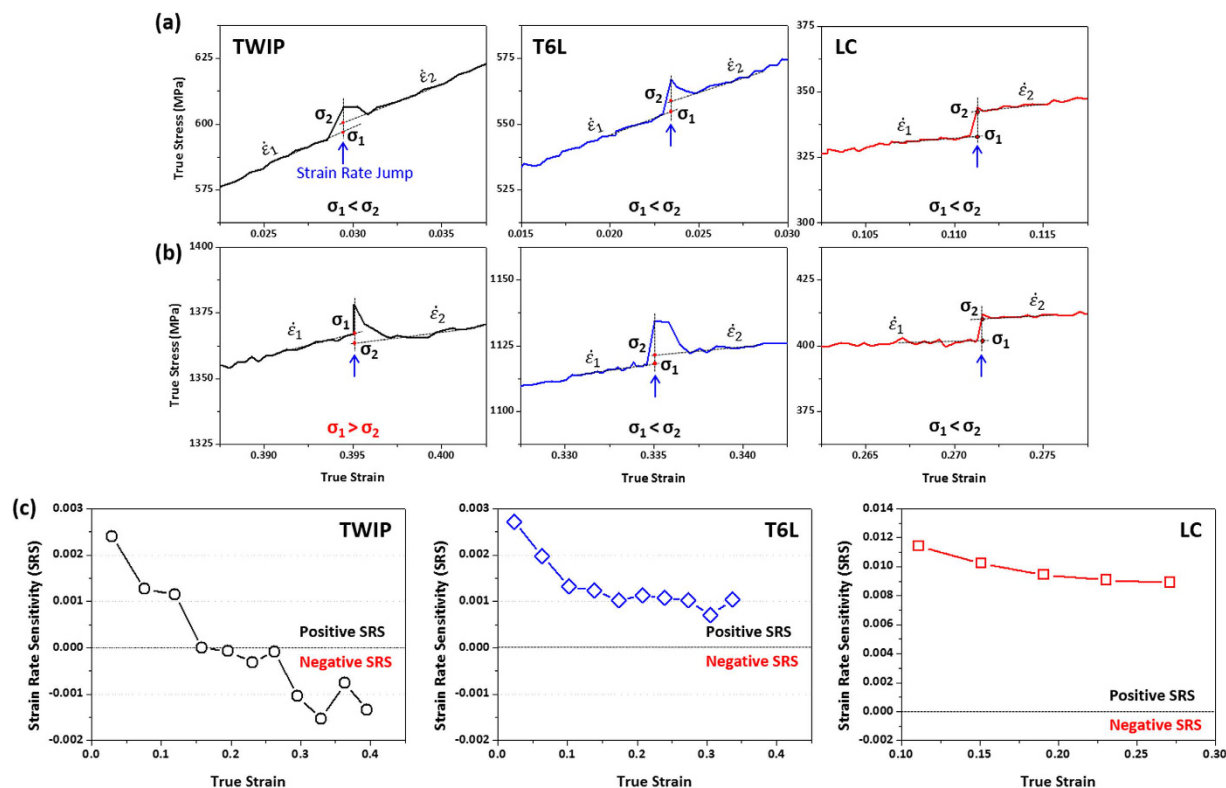 (a)
TWIP
T6L
LC
True Stress (MPa)
625
600
575
575
550
525
375
350
325
300
ε̇1
σ2
σ1
ε̇2
Strain Rate Jump
σ1 < σ2
ε̇1
σ2
σ1
ε̇2
σ1 < σ2
ε̇1
σ2
σ1
ε̇2
σ1 < σ2
0.025 0.030 0.035
0.015 0.020 0.025 0.030
0.105 0.110 0.115
(b)
True Stress (MPa)
1400
1375
1350
1325
1150
1125
1100
425
400
375
ε̇1
σ1
σ2
ε̇2
σ1 > σ2
ε̇1
σ2
σ1
ε̇2
σ1 < σ2
ε̇1
σ2
σ1
ε̇2
σ1 < σ2
0.390 0.395 0.400
0.330 0.335 0.340
0.265 0.270 0.275
True Strain
True Strain
True Strain
(c)
TWIP
Strain Rate Sensitivity (SRS)
0.003
0.002
0.001
0.000
-0.001
-0.002
Positive SRS
Negative SRS
0.0 0.1 0.2 0.3 0.4
True Strain
T6L
Strain Rate Sensitivity (SRS)
0.003
0.002
0.001
0.000
-0.001
-0.002
Positive SRS
Negative SRS
0.0 0.1 0.2 0.3 0.4
True Strain
LC
Strain Rate Sensitivity (SRS)
0.014
0.012
0.010
0.008
0.006
0.004
0.002
0.000
-0.002
Positive SRS
Negative SRS
0.10 0.15 0.20 0.25 0.30
True Strain